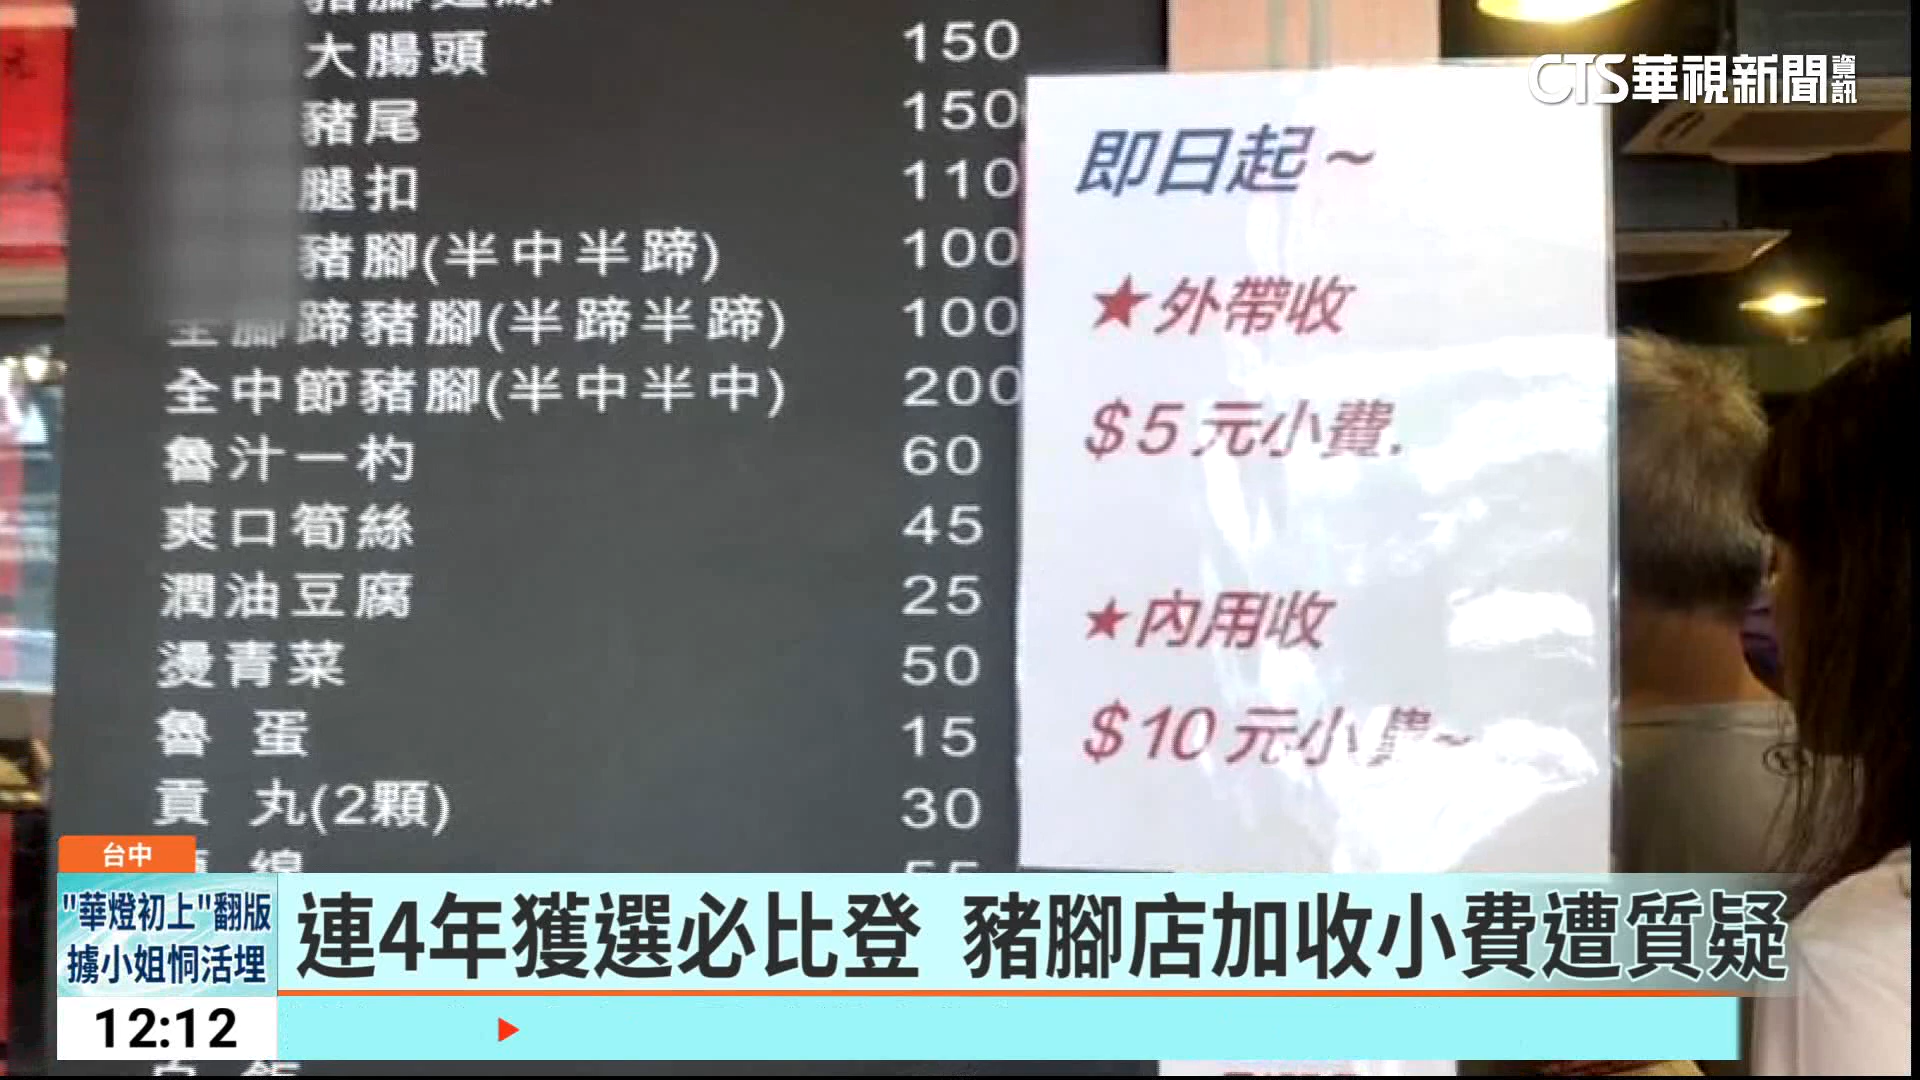 大腸頭 150
豬尾 150
腿扣 110
豬腳(半中半蹄) 100
全腳蹄豬腳(半蹄半蹄) 100
全中節豬腳(半中半中) 200
魯汁一杓 60
爽口筍絲 45
潤油豆腐 25
燙青菜 50
魯 蛋 15
貢 丸(2顆) 30
即日起~
★外帶收
$5元小費.
★內用收
$10元小費~
CTS華視新聞資訊
台中
"華燈初上"翻版
擄小姐恫活埋
連4年獲選必比登 豬腳店加收小費遭質疑
12:12